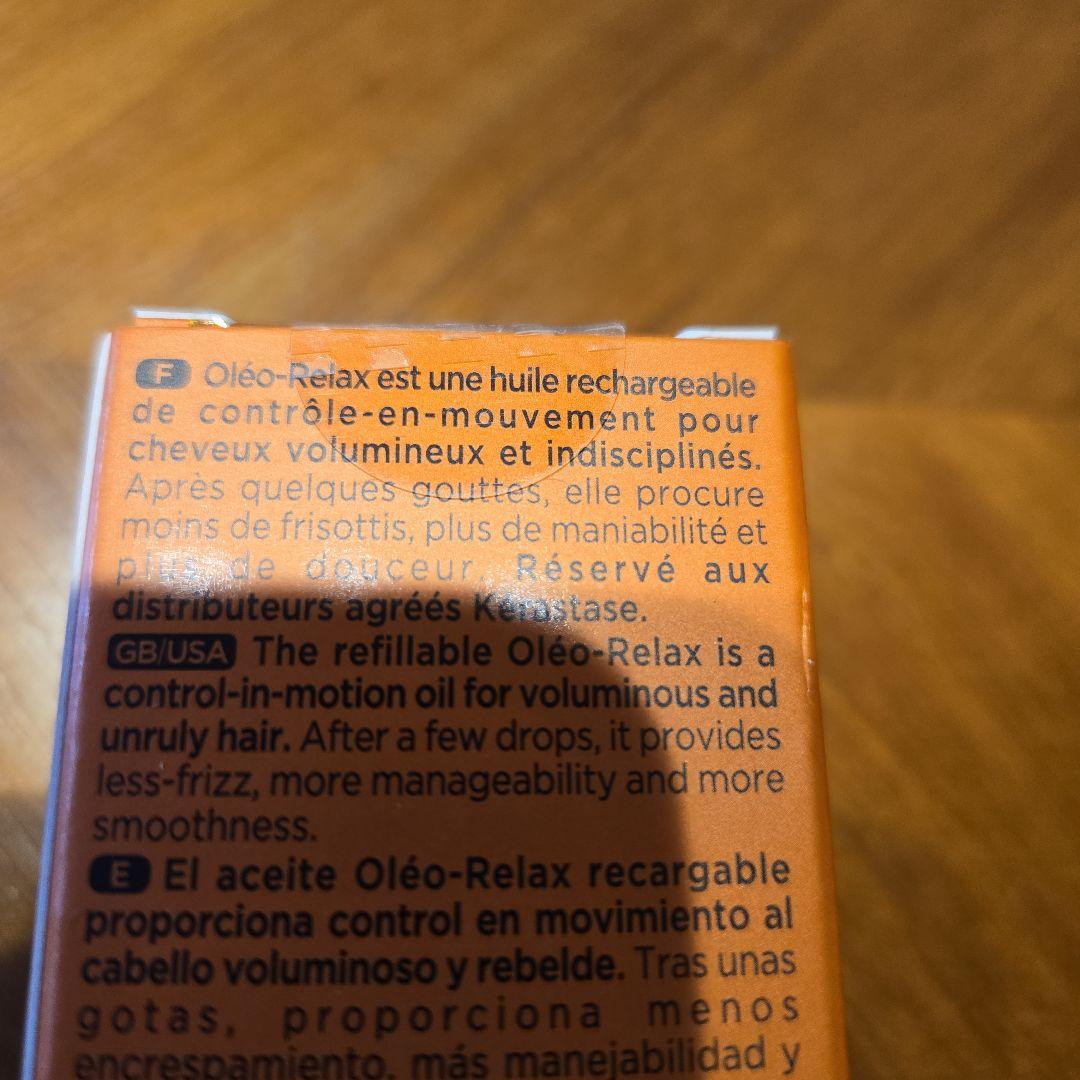 F Oléo-Relax est une huile rechargeable
de contrôle-en-mouvement pour
cheveux volumineux et indisciplinés.
Après quelques gouttes, elle procure
moins de frisottis, plus de maniabilité et
plus de douceur. Réservé aux
distributeurs agréés Kérastase.
GB/USA The refillable Oléo-Relax is a
control-in-motion oil for voluminous and
unruly hair. After a few drops, it provides
less-frizz, more manageability and more
smoothness.
E El aceite Oléo-Relax recargable
proporciona control en movimiento al
cabello voluminoso y rebelde. Tras unas
gotas, proporciona menos
encrespamiento, más manejabilidad y